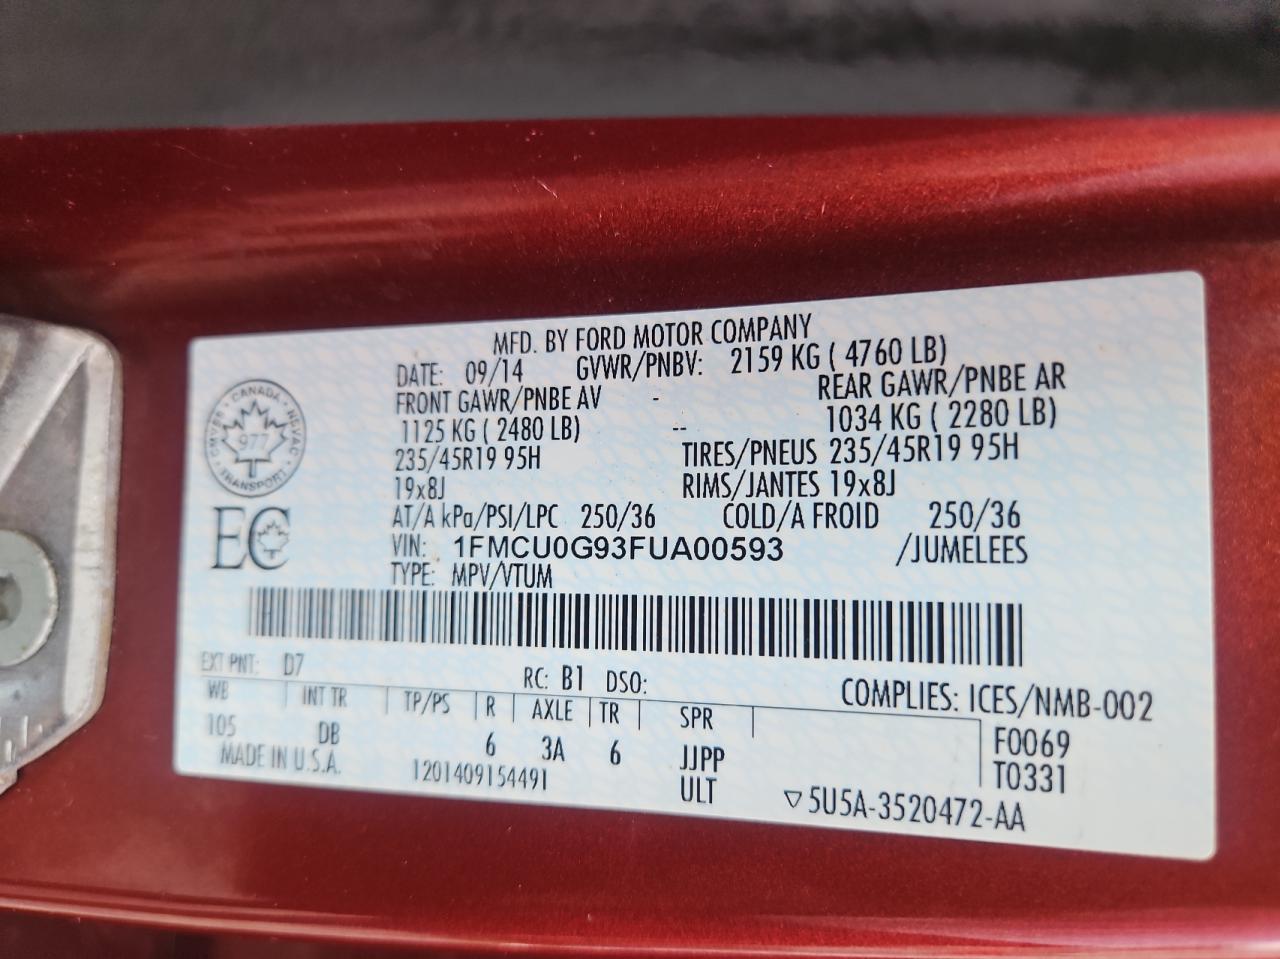 MFD. BY FORD MOTOR COMPANY
DATE: 09/14 GVWR/PNBV: 2159 KG ( 4760 LB)
FRONT GAWR/PNBE AV - REAR GAWR/PNBE AR
1125 KG ( 2480 LB) -- 1034 KG ( 2280 LB)
235/45R19 95H TIRES/PNEUS 235/45R19 95H
19x8J RIMS/JANTES 19x8J
AT/A kPa/PSI/LPC 250/36 COLD/A FROID 250/36
VIN: 1FMCU0G93FUA00593 /JUMELEES
TYPE: MPV/VTUM
CANADA
CMVSS NSVAC
977
TRANSPORT
EC
EXT PNT: D7 RC: B1 DSO: COMPLIES: ICES/NMB-002
WB INT TR TP/PS R AXLE TR SPR F0069
105 DB 6 3A 6 JJPP T0331
MADE IN U.S.A. 1201409154491 ULT ▽5U5A-3520472-AA